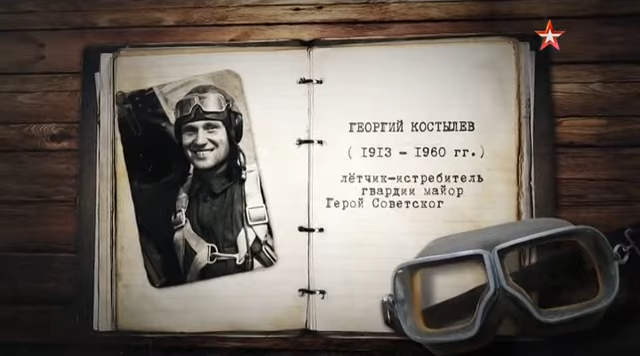 ГЕОРГИЙ КОСТЫЛЕВ
( 1913 – 1960 гг.)
лётчик-истребитель
гвардии майор
Герой Советског